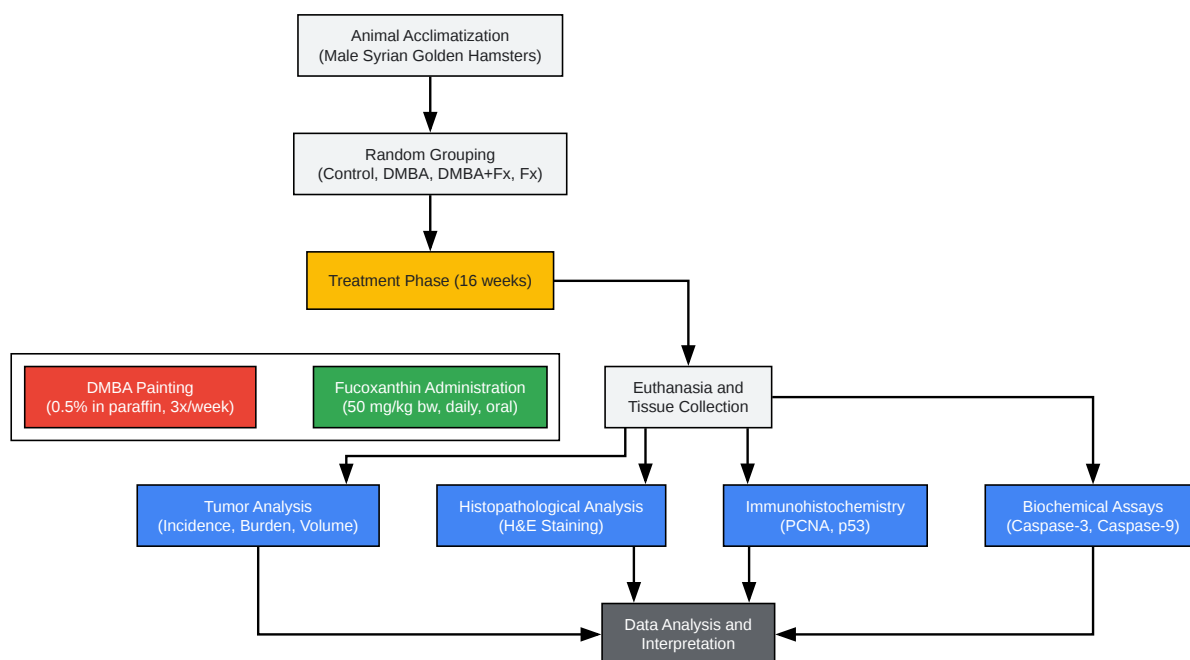 Animal Acclimatization
(Male Syrian Golden Hamsters)
Random Grouping
(Control, DMBA, DMBA+Fx, Fx)
Treatment Phase (16 weeks)
DMBA Painting
(0.5% in paraffin, 3x/week)
Fucoxanthin Administration
(50 mg/kg bw, daily, oral)
Euthanasia and
Tissue Collection
Tumor Analysis
(Incidence, Burden, Volume)
Histopathological Analysis
(H&E Staining)
Immunohistochemistry
(PCNA, p53)
Biochemical Assays
(Caspase-3, Caspase-9)
Data Analysis and
Interpretation